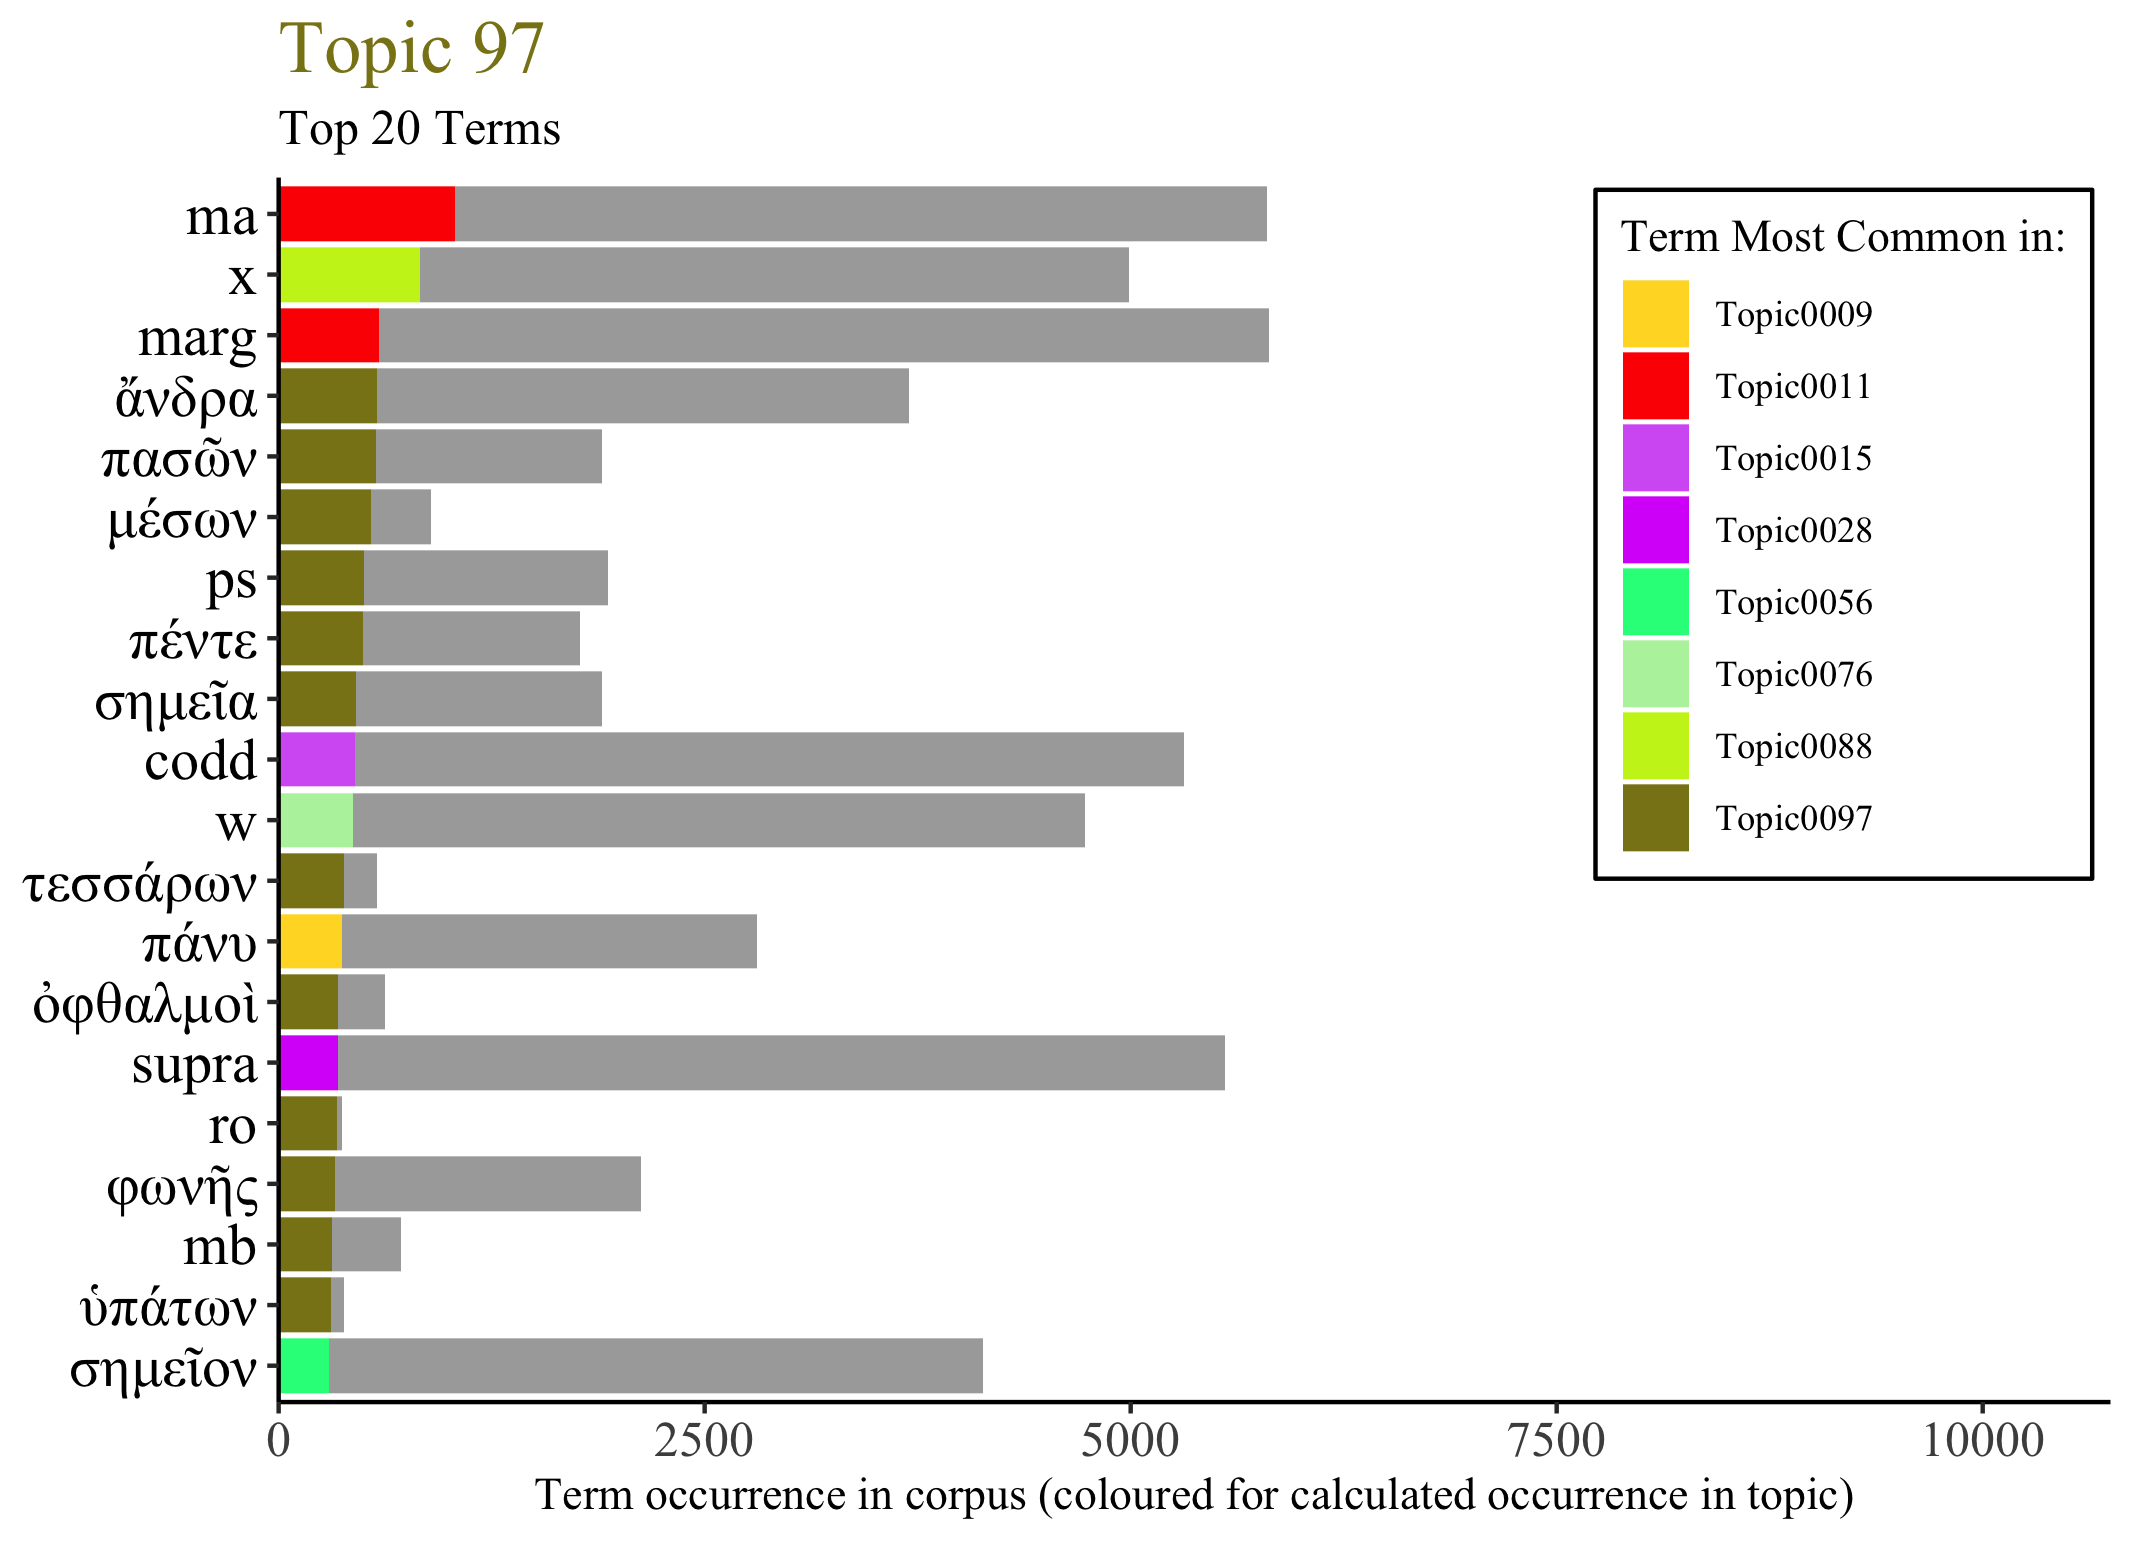 Topic 97
Top 20 Terms
ma
x
marg
ἄνδρα
πασῶν
μέσων
ps
πέντε
σημεῖα
codd
w
τεσσάρων
πάνυ
ὀφθαλμοὶ
supra
ro
φωνῆς
mb
ὑπάτων
σημεῖον
0 2500 5000 7500 10000
Term occurrence in corpus (coloured for calculated occurrence in topic)
Term Most Common in:
Topic0009
Topic0011
Topic0015
Topic0028
Topic0056
Topic0076
Topic0088
Topic0097